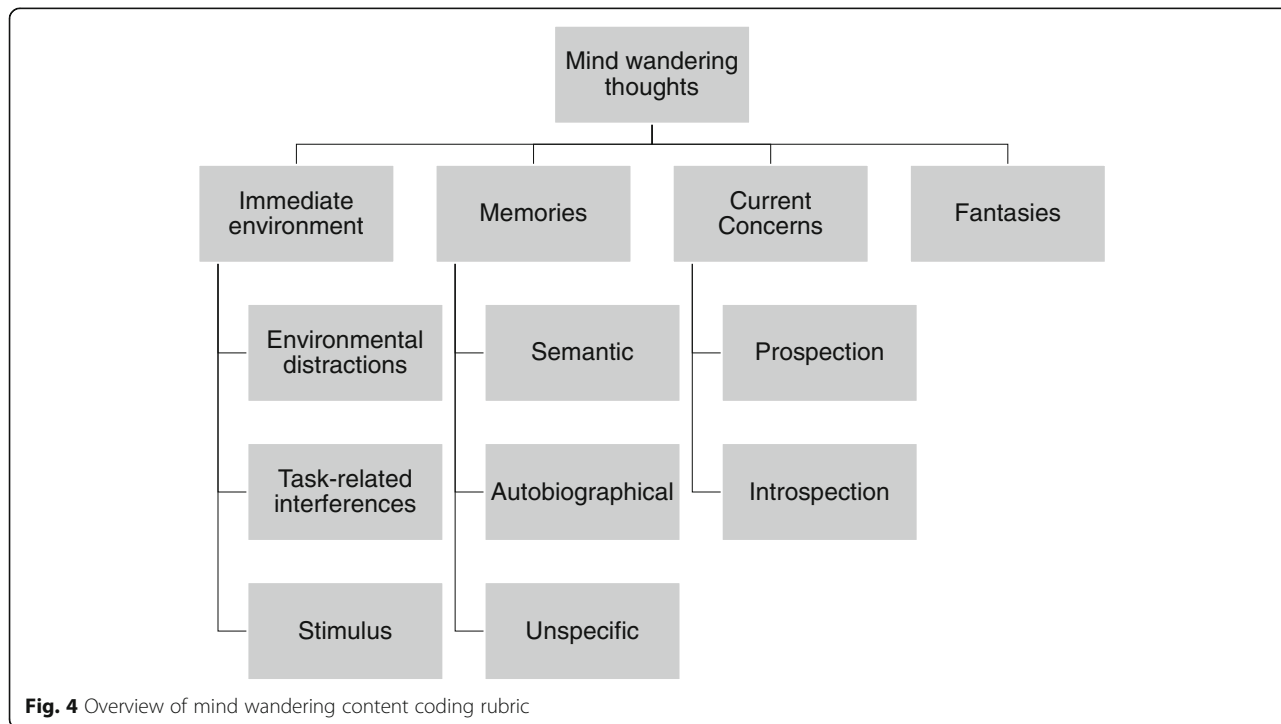 Mind wandering
thoughts
Immediate
environment
Memories
Current
Concerns
Fantasies
Environmental
distractions
Semantic
Prospection
Task-related
interferences
Autobiographical
Introspection
Stimulus
Unspecific
Fig. 4 Overview of mind wandering content coding rubric